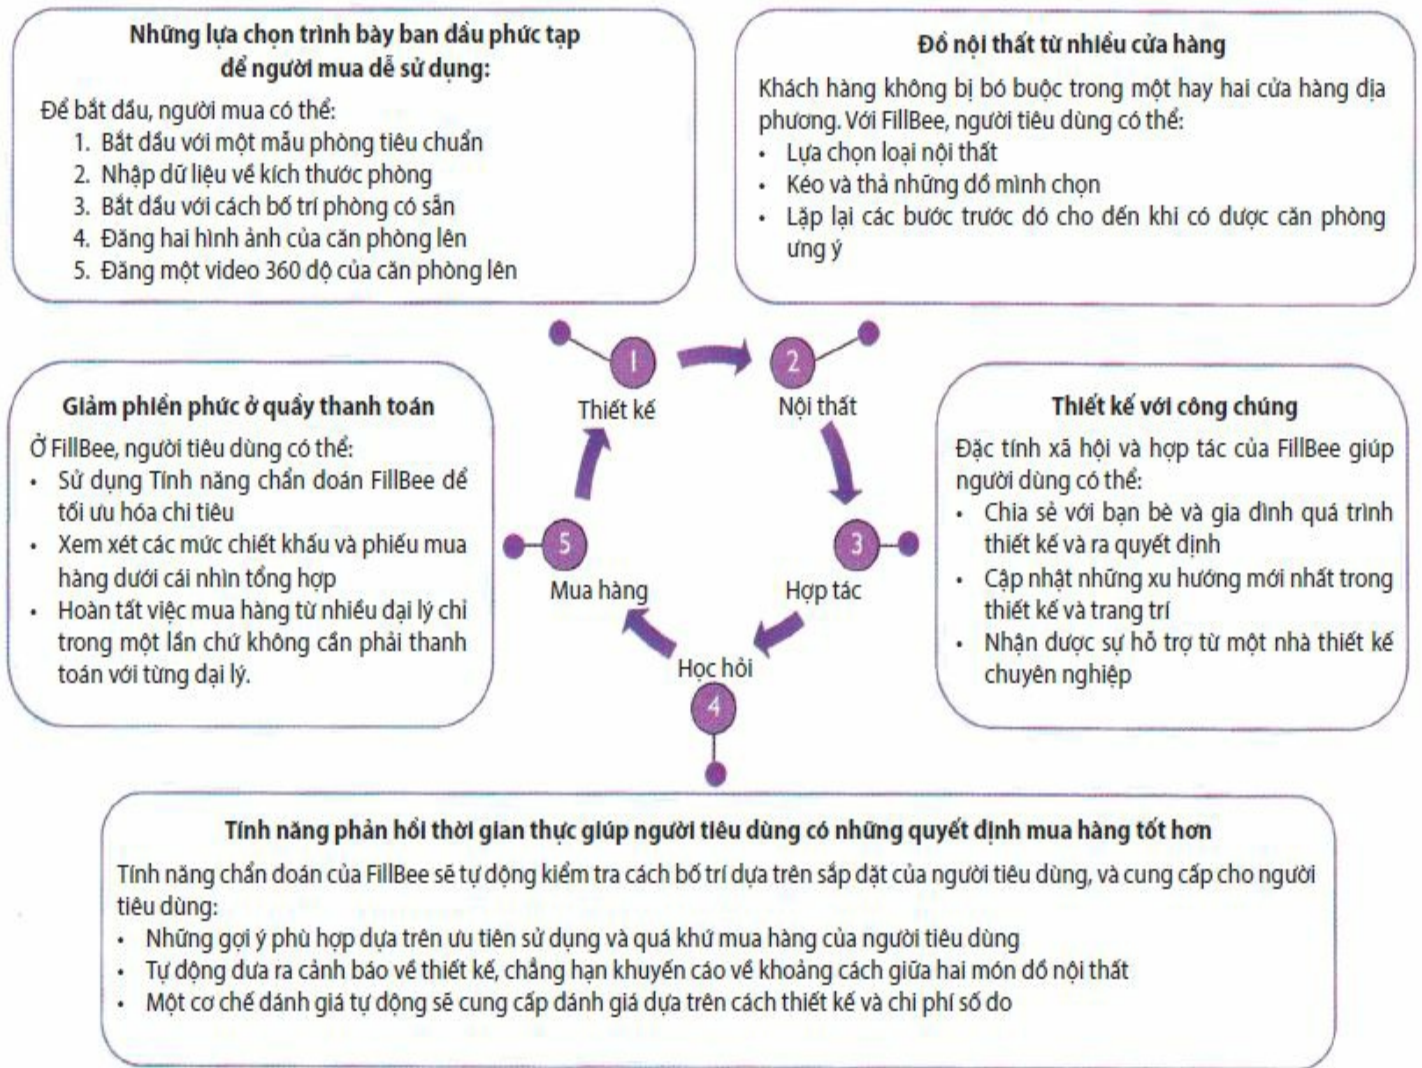 Những lựa chọn trình bày ban đầu phức tạp
để người mua dễ sử dụng:
Để bắt đầu, người mua có thể:
1. Bắt đầu với một mẫu phòng tiêu chuẩn
2. Nhập dữ liệu về kích thước phòng
3. Bắt đầu với cách bố trí phòng có sẵn
4. Đăng hai hình ảnh của căn phòng lên
5. Đăng một video 360 độ của căn phòng lên
Đồ nội thất từ nhiều cửa hàng
Khách hàng không bị bó buộc trong một hay hai cửa hàng địa
phương. Với FillBee, người tiêu dùng có thể:
• Lựa chọn loại nội thất
• Kéo và thả những đồ mình chọn
• Lặp lại các bước trước đó cho đến khi có được căn phòng
ưng ý
1
Thiết kế
2
Nội thất
3
Hợp tác
Học hỏi
4
5
Mua hàng
Giảm phiền phức ở quầy thanh toán
Ở FillBee, người tiêu dùng có thể:
• Sử dụng Tính năng chẩn đoán FillBee để
tối ưu hóa chi tiêu
• Xem xét các mức chiết khấu và phiếu mua
hàng dưới cái nhìn tổng hợp
• Hoàn tất việc mua hàng từ nhiều đại lý chỉ
trong một lần chứ không cần phải thanh
toán với từng đại lý.
Thiết kế với công chúng
Đặc tính xã hội và hợp tác của FillBee giúp
người dùng có thể:
• Chia sẻ với bạn bè và gia đình quá trình
thiết kế và ra quyết định
• Cập nhật những xu hướng mới nhất trong
thiết kế và trang trí
• Nhận được sự hỗ trợ từ một nhà thiết kế
chuyên nghiệp
Tính năng phản hồi thời gian thực giúp người tiêu dùng có những quyết định mua hàng tốt hơn
Tính năng chẩn đoán của FillBee sẽ tự động kiểm tra cách bố trí dựa trên sắp đặt của người tiêu dùng, và cung cấp cho người
tiêu dùng:
• Những gợi ý phù hợp dựa trên ưu tiên sử dụng và quá khứ mua hàng của người tiêu dùng
• Tự động đưa ra cảnh báo về thiết kế, chẳng hạn khuyến cáo về khoảng cách giữa hai món đồ nội thất
• Một cơ chế đánh giá tự động sẽ cung cấp đánh giá dựa trên cách thiết kế và chi phí số đo